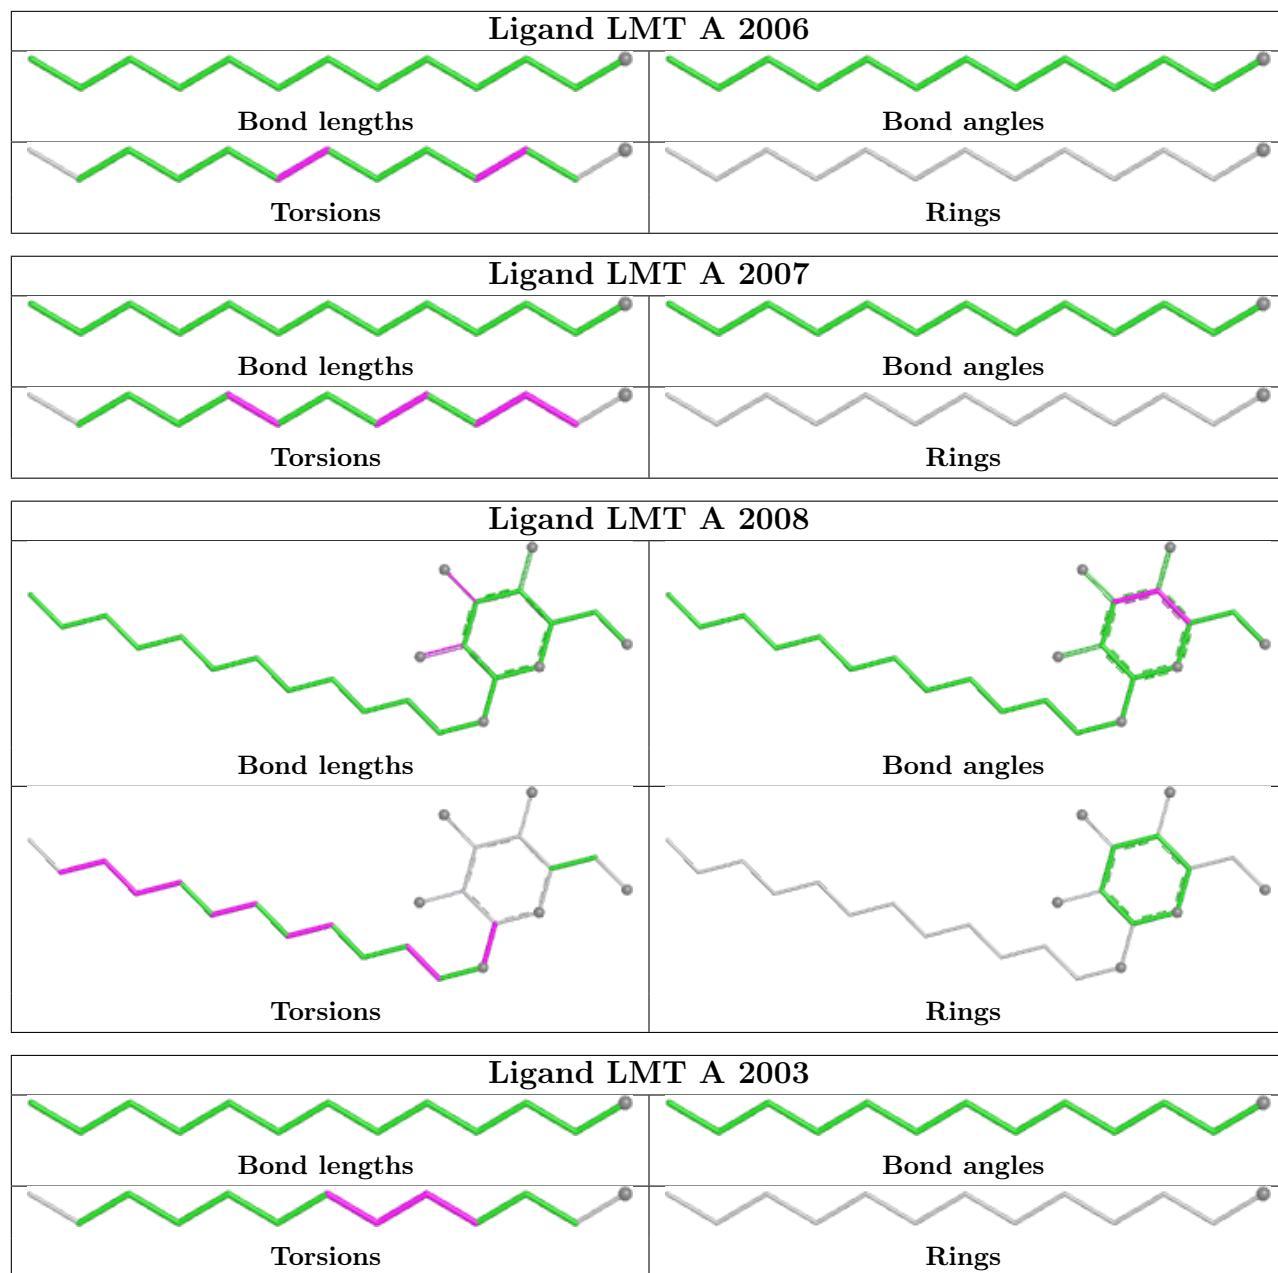 Ligand LMT A 2006
Bond lengths Bond angles
Torsions Rings
Ligand LMT A 2007
Bond lengths Bond angles
Torsions Rings
Ligand LMT A 2008
Bond lengths Bond angles
Torsions Rings
Ligand LMT A 2003
Bond lengths Bond angles
Torsions Rings